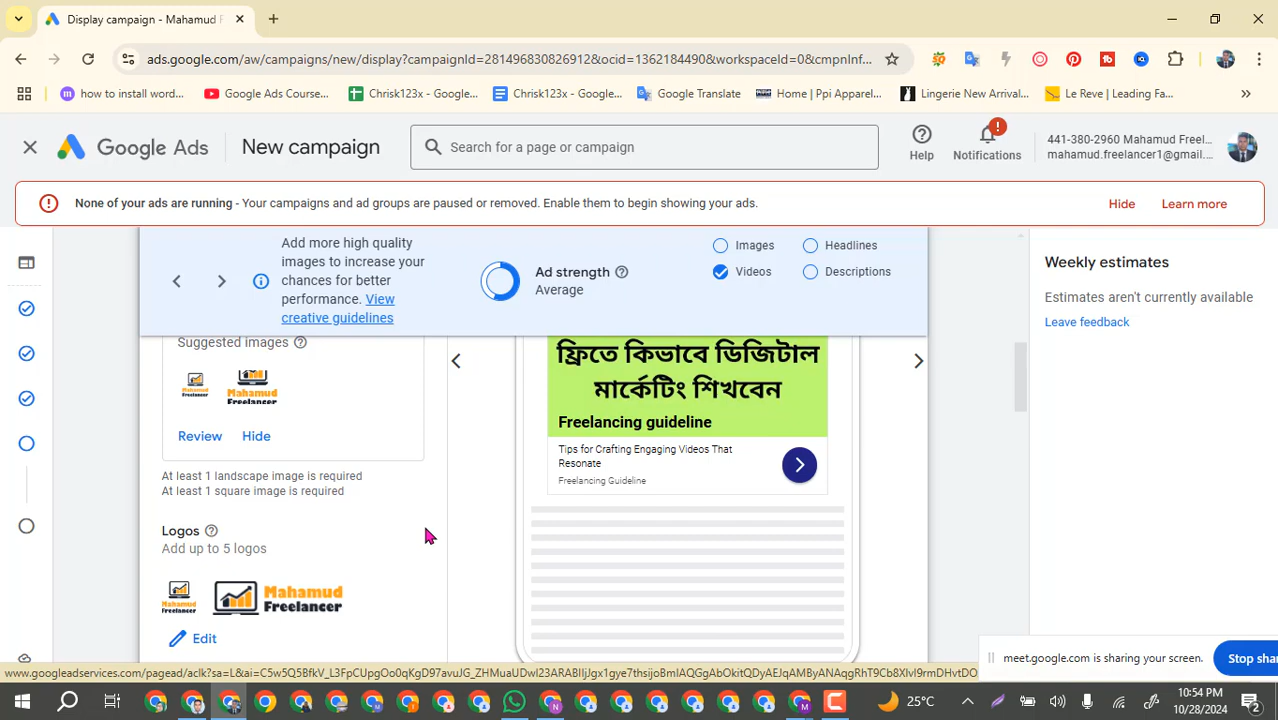 Display campaign - Mahamud F
ads.google.com/aw/campaigns/new/display?campaignId=281496830826912&ocid=1362184490&workspaceId=0&cmpnInf...
how to install word...
Google Ads Course...
Chrisk123x - Google...
Chrisk123x - Google...
Google Translate
Home | Ppi Apparel...
Lingerie New Arrival...
Le Reve | Leading Fa...
Google Ads
New campaign
Search for a page or campaign
Help
Notifications
441-380-2960 Mahamud Freel...
mahamud.freelancer1@gmail....
None of your ads are running - Your campaigns and ad groups are paused or removed. Enable them to begin showing your ads.
Hide
Learn more
Add more high quality
images to increase your
chances for better
performance. View
creative guidelines
Ad strength
Average
Images
Headlines
Videos
Descriptions
Weekly estimates
Estimates aren't currently available
Leave feedback
Suggested images
Mahamud
Freelancer
Mahamud
Freelancer
Review
Hide
At least 1 landscape image is required
At least 1 square image is required
Logos
Add up to 5 logos
Mahamud
Freelancer
Mahamud
Freelancer
Edit
ফ্রিতে কিভাবে ডিজিটাল
মার্কেটিং শিখবেন
Freelancing guideline
Tips for Crafting Engaging Videos That
Resonate
Freelancing Guideline
meet.google.com is sharing your screen.
Stop sha
25°C
10:54 PM
10/28/2024
2